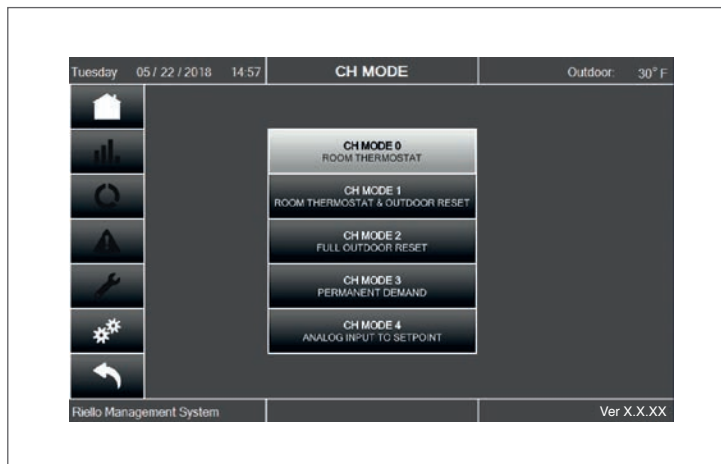 Tuesday 05 / 22 / 2018 14:57 CH MODE Outdoor: 30° F
CH MODE 0
ROOM THERMOSTAT
CH MODE 1
ROOM THERMOSTAT & OUTDOOR RESET
CH MODE 2
FULL OUTDOOR RESET
CH MODE 3
PERMANENT DEMAND
CH MODE 4
ANALOG INPUT TO SETPOINT
Riello Management System Ver X.X.XX